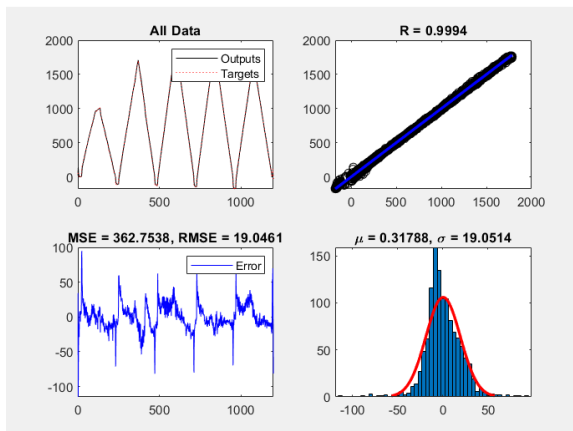 All Data
2000
1500
1000
500
0
0 500 1000
Outputs
Targets
R = 0.9994
2000
1500
1000
500
0
0 500 1000 1500 2000
MSE = 362.7538, RMSE = 19.0461
100
50
0
-50
-100
0 500 1000
Error
μ = 0.31788, σ = 19.0514
150
100
50
0
-100 -50 0 50